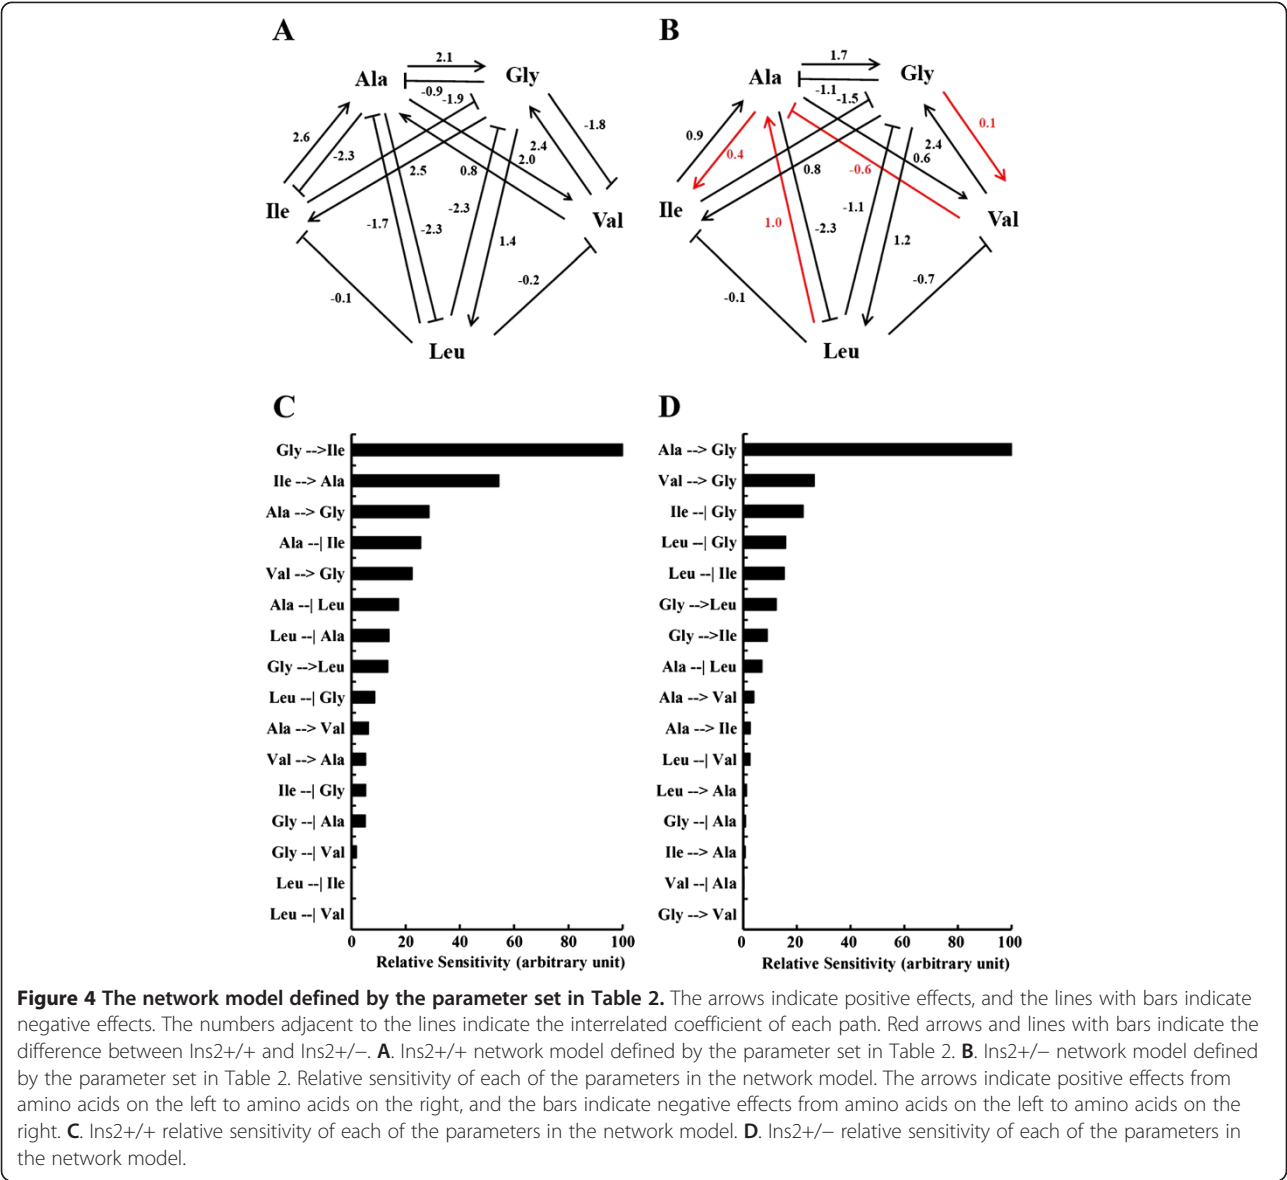 A
B
2.1
Ala
Gly
-0.9
-1.9
-1.8
2.6
-2.3
2.5
0.8
2.4
2.0
Ile
Val
-1.7
-2.3
-2.3
1.4
-0.1
-0.2
Leu
1.7
Ala
Gly
-1.1
-1.5
0.1
0.9
0.4
0.8
-0.6
2.4
0.6
Ile
Val
1.0
-2.3
-1.1
1.2
-0.1
-0.7
Leu
C
Gly -->Ile
Ile --> Ala
Ala --> Gly
Ala --| Ile
Val --> Gly
Ala --| Leu
Leu --| Ala
Gly -->Leu
Leu --| Gly
Ala --> Val
Val --> Ala
Ile --| Gly
Gly --| Ala
Gly --| Val
Leu --| Ile
Leu --| Val
0 20 40 60 80 100
Relative Sensitivity (arbitrary unit)
D
Ala --> Gly
Val --> Gly
Ile --| Gly
Leu --| Gly
Leu --| Ile
Gly -->Leu
Gly -->Ile
Ala --| Leu
Ala --> Val
Ala --> Ile
Leu --| Val
Leu --> Ala
Gly --| Ala
Ile --> Ala
Val --| Ala
Gly --> Val
0 20 40 60 80 100
Relative Sensitivity (arbitrary unit)
Figure 4 The network model defined by the parameter set in Table 2. The arrows indicate positive effects, and the lines with bars indicate
negative effects. The numbers adjacent to the lines indicate the interrelated coefficient of each path. Red arrows and lines with bars indicate the
difference between Ins2+/+ and Ins2+/−. A. Ins2+/+ network model defined by the parameter set in Table 2. B. Ins2+/− network model defined
by the parameter set in Table 2. Relative sensitivity of each of the parameters in the network model. The arrows indicate positive effects from
amino acids on the left to amino acids on the right, and the bars indicate negative effects from amino acids on the left to amino acids on the
right. C. Ins2+/+ relative sensitivity of each of the parameters in the network model. D. Ins2+/− relative sensitivity of each of the parameters in
the network model.